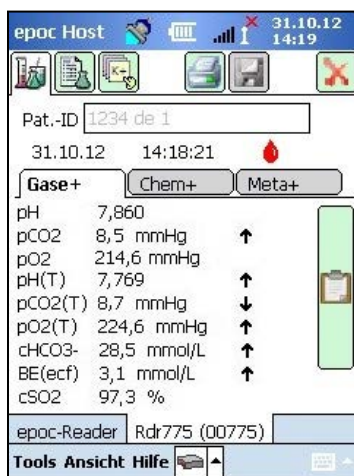 epoc Host 31.10.12
14:19
K+
Pat.-ID 1234 de 1
31.10.12 14:18:21
Gase+ Chem+ Meta+
pH 7,860
pCO2 8,5 mmHg ↑
pO2 214,6 mmHg
pH(T) 7,769 ↑
pCO2(T) 8,7 mmHg ↓
pO2(T) 224,6 mmHg ↑
cHCO3- 28,5 mmol/L ↑
BE(ecf) 3,1 mmol/L ↑
cSO2 97,3 %
epoc-Reader Rdr775 (00775)
Tools Ansicht Hilfe